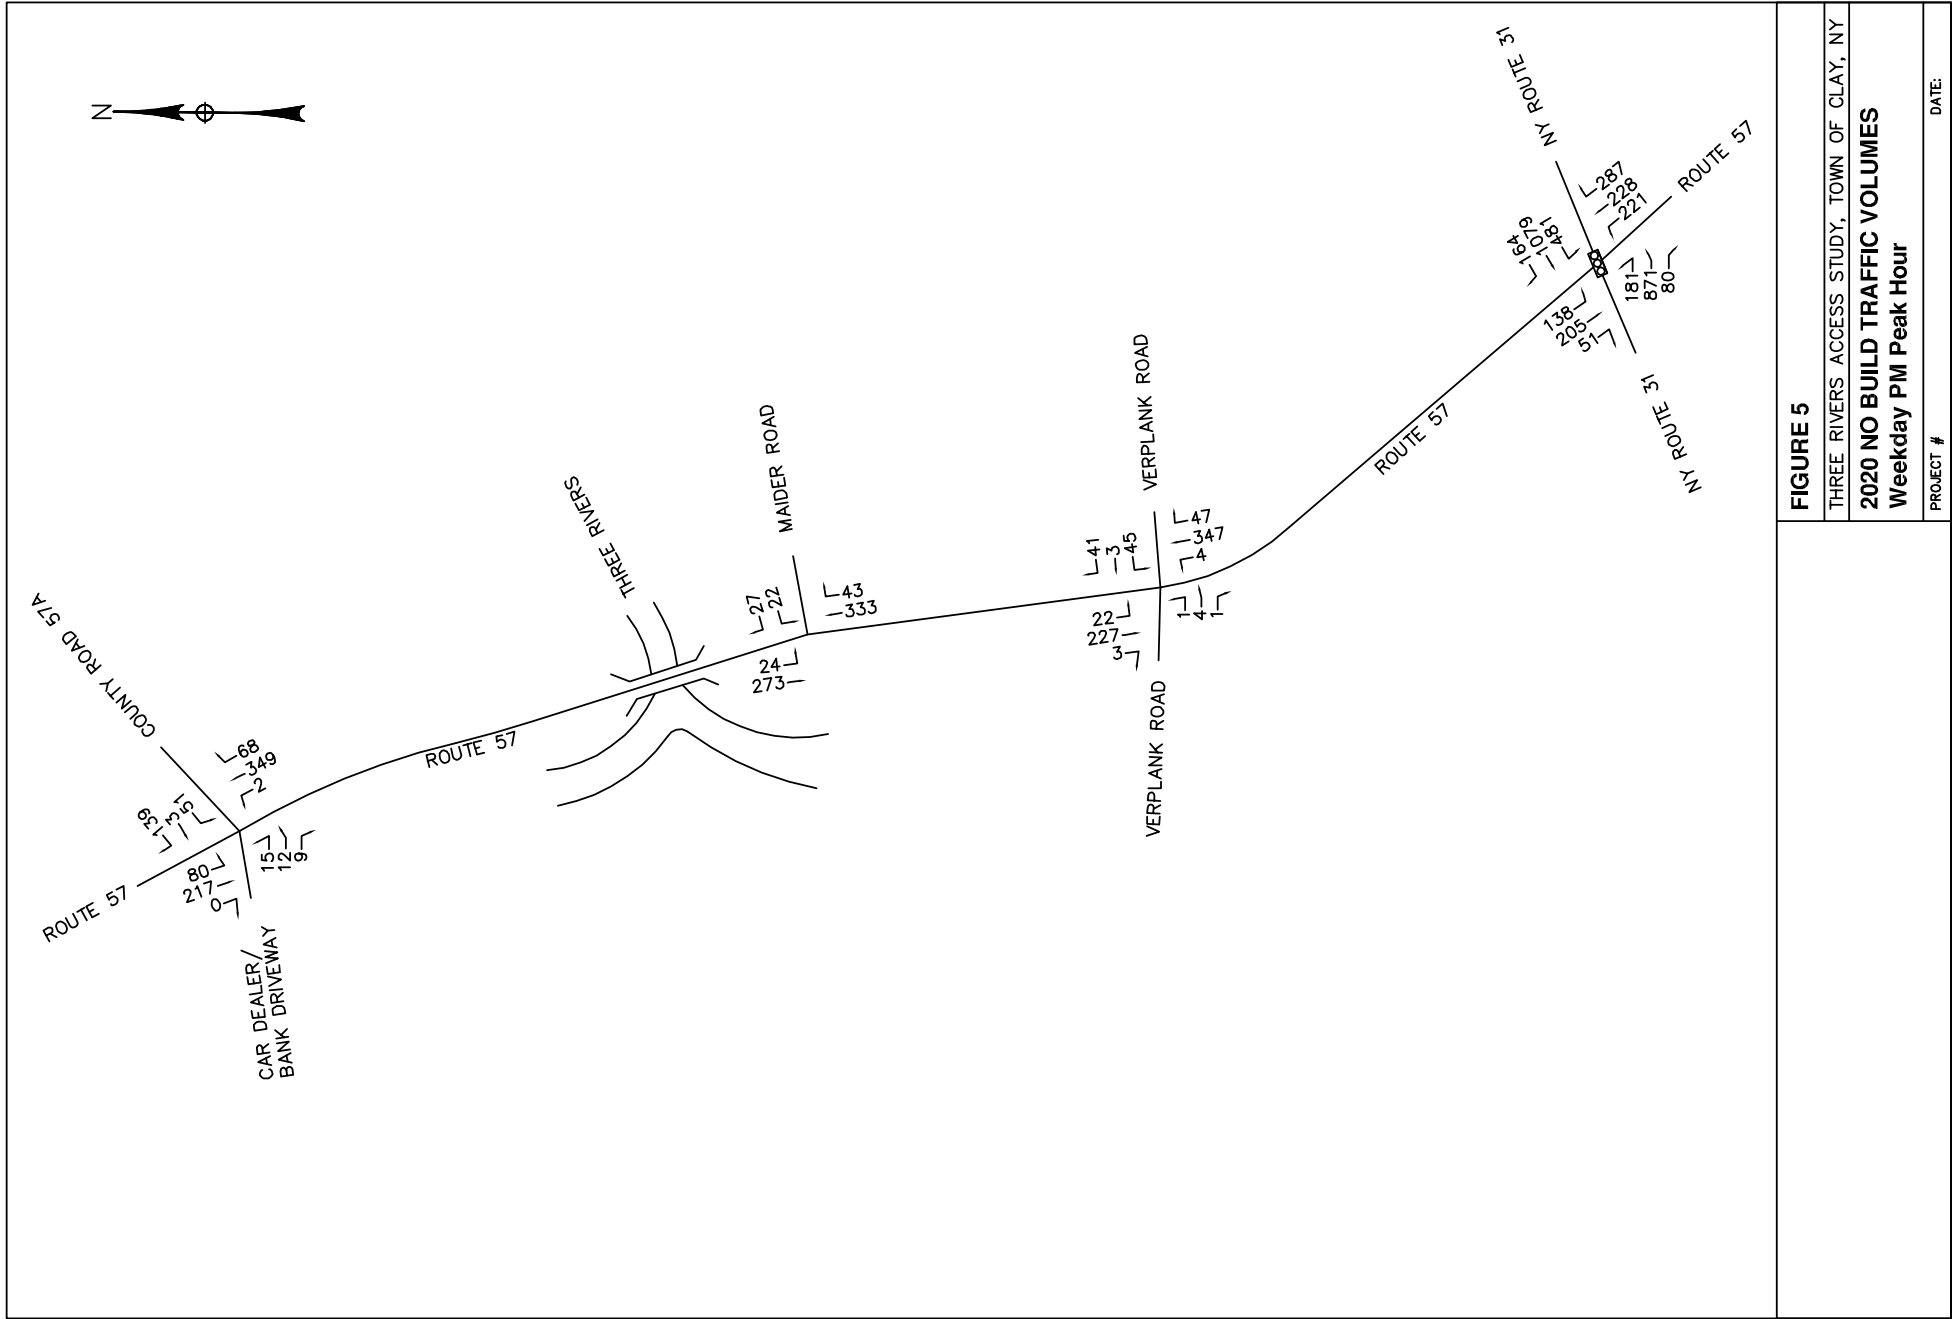 N
COUNTY ROAD 57A
68
349
2
139
3
51
80
217
0
15
12
9
ROUTE 57
CAR DEALER/
BANK DRIVEWAY
ROUTE 57
THREE RIVERS
MAIDER ROAD
27
22
43
333
24
273
VERPLANK ROAD
41
3
45
47
347
4
22
227
3
1
4
1
VERPLANK ROAD
ROUTE 57
NY ROUTE 31
164
1079
481
287
228
221
ROUTE 57
138
205
51
181
871
80
NY ROUTE 31
FIGURE 5
THREE RIVERS ACCESS STUDY, TOWN OF CLAY, NY
2020 NO BUILD TRAFFIC VOLUMES
Weekday PM Peak Hour
PROJECT # DATE: